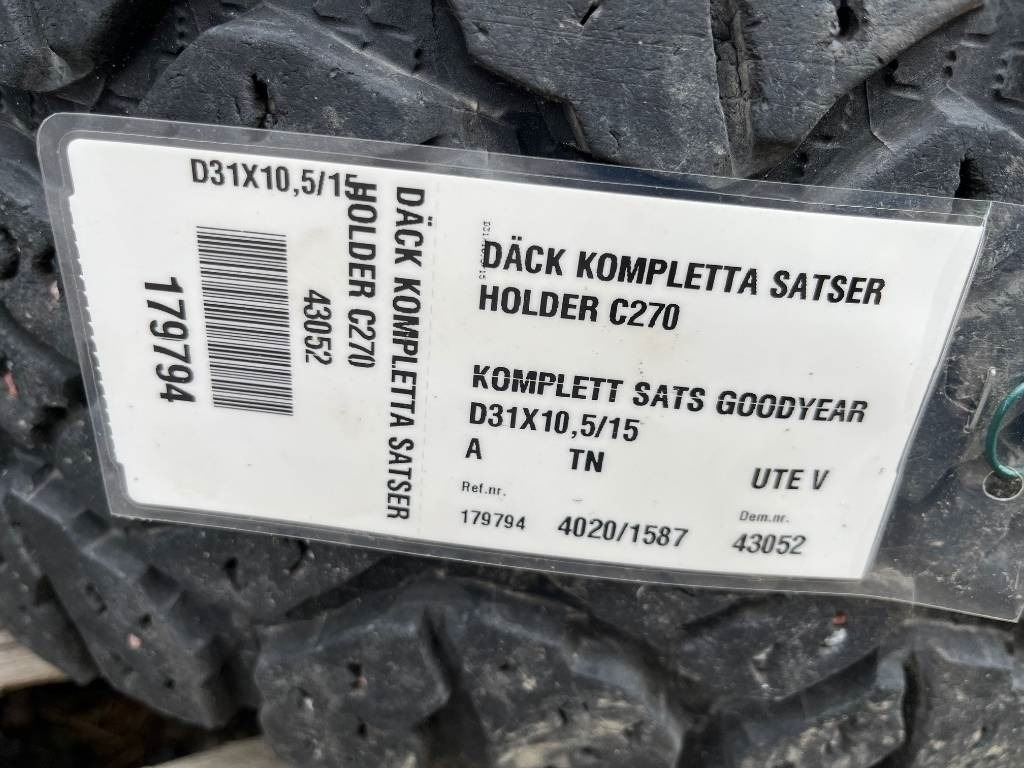 D31X10,5/15
179794
43052
HOLDER C270
DÄCK KOMPLETTA SATSER
DÄCK KOMPLETTA SATSER
HOLDER C270
KOMPLETT SATS GOODYEAR
D31X10,5/15
A TN UTE V
Ref.nr. Dem.nr.
179794 4020/1587 43052